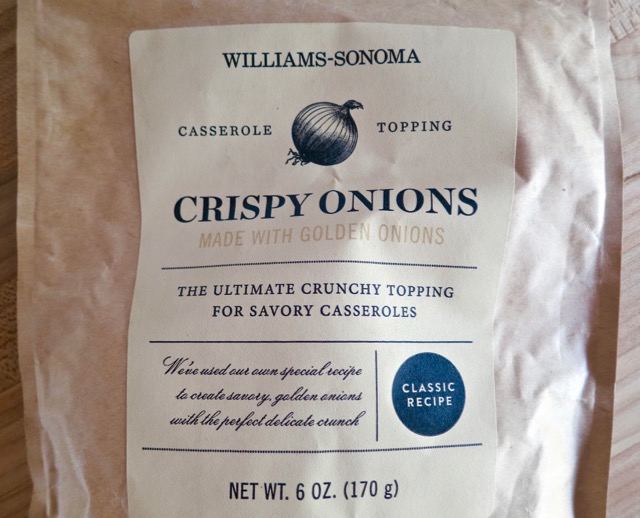 WILLIAMS-SONOMA
CASSEROLE TOPPING
CRISPY ONIONS
MADE WITH GOLDEN ONIONS
THE ULTIMATE CRUNCHY TOPPING
FOR SAVORY CASSEROLES
We've used our own special recipe
to create savory, golden onions
with the perfect delicate crunch
CLASSIC
RECIPE
NET WT. 6 OZ. (170 g)